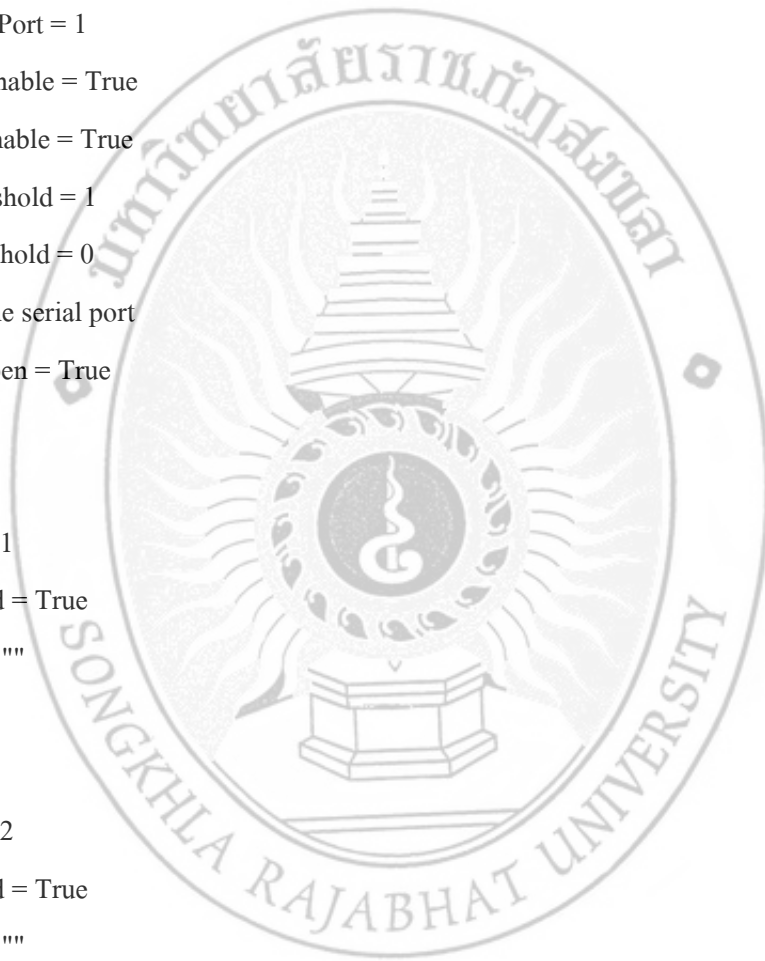 Port = 1
nable = True
nable = True
shold = 1
hold = 0
e serial port
en = True
1
d = True
""
2
d = True
""
มหาวิทยาลัยราชภัฏสงขลา
SONGKHLA RAJABHAT UNIVERSITY